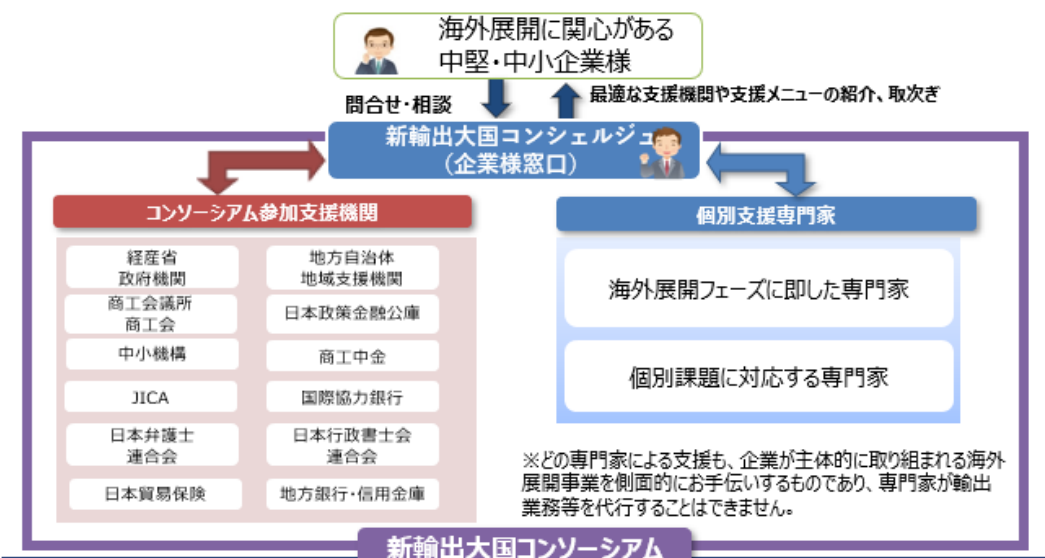 海外展開に関心がある
中堅・中小企業様
問合せ・相談
最適な支援機関や支援メニューの紹介、取次ぎ
新輸出大国コンシェルジュ
（企業様窓口）
コンソーシアム参加支援機関
個別支援専門家
経産省
政府機関
地方自治体
地域支援機関
商工会議所
商工会
日本政策金融公庫
中小機構
商工中金
JICA
国際協力銀行
日本弁護士
連合会
日本行政書士会
連合会
日本貿易保険
地方銀行・信用金庫
海外展開フェーズに即した専門家
個別課題に対応する専門家
※どの専門家による支援も、企業が主体的に取り組まれる海外
展開事業を側面的にお手伝いするものであり、専門家が輸出
業務等を代行することはできません。
新輸出大国コンソーシアム